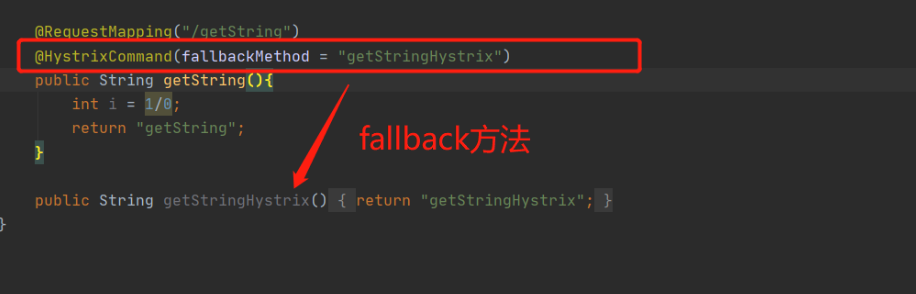 @RequestMapping("/getString")
@HystrixCommand(fallbackMethod = "getStringHystrix")
public String getString(){
int i = 1/0;
return "getString";
}
fallback方法
public String getStringHystrix() { return "getStringHystrix"; }
}